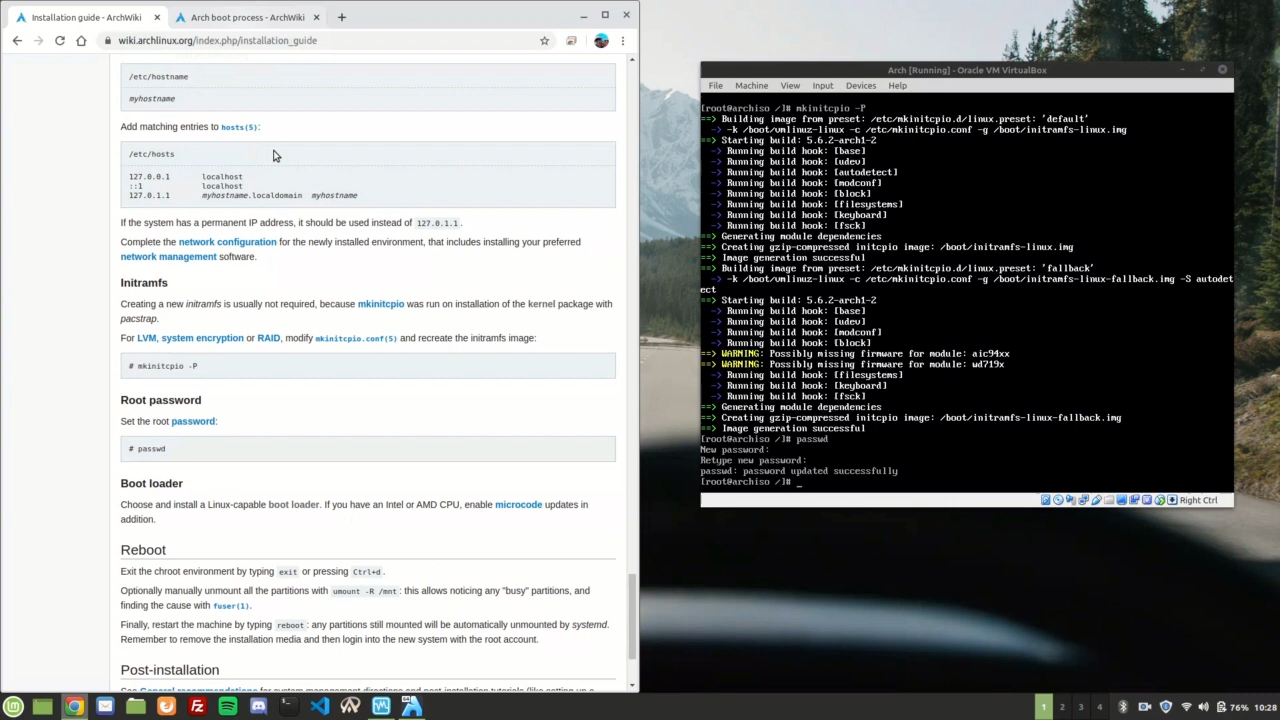 Installation guide - ArchWiki
Arch boot process - ArchWiki
wiki.archlinux.org/index.php/installation_guide
/etc/hostname
myhostname
Add matching entries to hosts(5):
/etc/hosts
127.0.0.1 localhost
::1 localhost
127.0.1.1 myhostname.localdomain myhostname
If the system has a permanent IP address, it should be used instead of 127.0.1.1.
Complete the network configuration for the newly installed environment, that includes installing your preferred
network management software.
Initramfs
Creating a new initramfs is usually not required, because mkinitcpio was run on installation of the kernel package with
pacstrap.
For LVM, system encryption or RAID, modify mkinitcpio.conf(5) and recreate the initramfs image:
# mkinitcpio -P
Root password
Set the root password:
# passwd
Boot loader
Choose and install a Linux-capable boot loader. If you have an Intel or AMD CPU, enable microcode updates in
addition.
Reboot
Exit the chroot environment by typing exit or pressing Ctrl+d.
Optionally manually unmount all the partitions with umount -R /mnt: this allows noticing any "busy" partitions, and
finding the cause with fuser(1).
Finally, restart the machine by typing reboot: any partitions still mounted will be automatically unmounted by systemd.
Remember to remove the installation media and then login into the new system with the root account.
Post-installation
See General recommendations for system management directions and post-installation tutorials (like setting up a
Arch [Running] - Oracle VM VirtualBox
File Machine View Input Devices Help
[root@archiso /]# mkinitcpio -P
==> Building image from preset: /etc/mkinitcpio.d/linux.preset: 'default'
-> -k /boot/vmlinuz-linux -c /etc/mkinitcpio.conf -g /boot/initramfs-linux.img
==> Starting build: 5.6.2-arch1-2
-> Running build hook: [base]
-> Running build hook: [udev]
-> Running build hook: [autodetect]
-> Running build hook: [modconf]
-> Running build hook: [block]
-> Running build hook: [filesystems]
-> Running build hook: [keyboard]
-> Running build hook: [fsck]
==> Generating module dependencies
==> Creating gzip-compressed initcpio image: /boot/initramfs-linux.img
==> Image generation successful
==> Building image from preset: /etc/mkinitcpio.d/linux.preset: 'fallback'
-> -k /boot/vmlinuz-linux -c /etc/mkinitcpio.conf -g /boot/initramfs-linux-fallback.img -S autodet
ect
==> Starting build: 5.6.2-arch1-2
-> Running build hook: [base]
-> Running build hook: [udev]
-> Running build hook: [modconf]
-> Running build hook: [block]
==> WARNING: Possibly missing firmware for module: aic94xx
==> WARNING: Possibly missing firmware for module: wd719x
-> Running build hook: [filesystems]
-> Running build hook: [keyboard]
-> Running build hook: [fsck]
==> Generating module dependencies
==> Creating gzip-compressed initcpio image: /boot/initramfs-linux-fallback.img
==> Image generation successful
[root@archiso /]# passwd
New password:
Retype new password:
passwd: password updated successfully
[root@archiso /]# _
Right Ctrl
1 2 3 4 76% 10:28